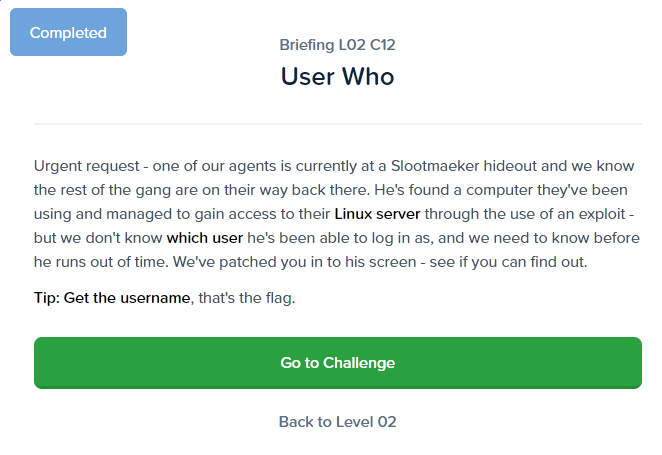 Completed
Briefing L02 C12
User Who
Urgent request - one of our agents is currently at a Slootmaeker hideout and we know
the rest of the gang are on their way back there. He's found a computer they've been
using and managed to gain access to their Linux server through the use of an exploit -
but we don't know which user he's been able to log in as, and we need to know before
he runs out of time. We've patched you in to his screen - see if you can find out.
Tip: Get the username, that's the flag.
Go to Challenge
Back to Level 02